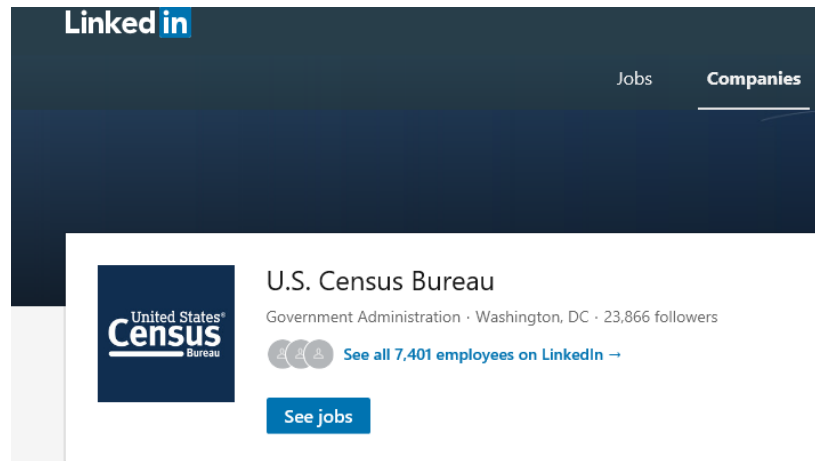 Linked in
Jobs Companies
United States®
Census
Bureau
U.S. Census Bureau
Government Administration · Washington, DC · 23,866 followers
See all 7,401 employees on LinkedIn →
See jobs